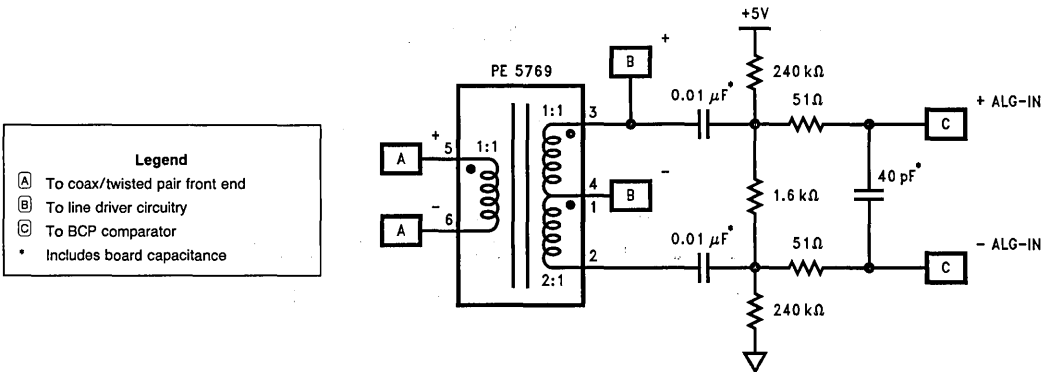 Legend
A To coax/twisted pair front end
B To line driver circuitry
C To BCP comparator
* Includes board capacitance
PE 5769
A + 5 1:1
A - 6
1:1 3
4
1
2:1 2
B +
B -
0.01 μF*
0.01 μF*
+5V
240 kΩ
51Ω
1.6 kΩ
51Ω
240 kΩ
40 pF*
C + ALG-IN
C - ALG-IN